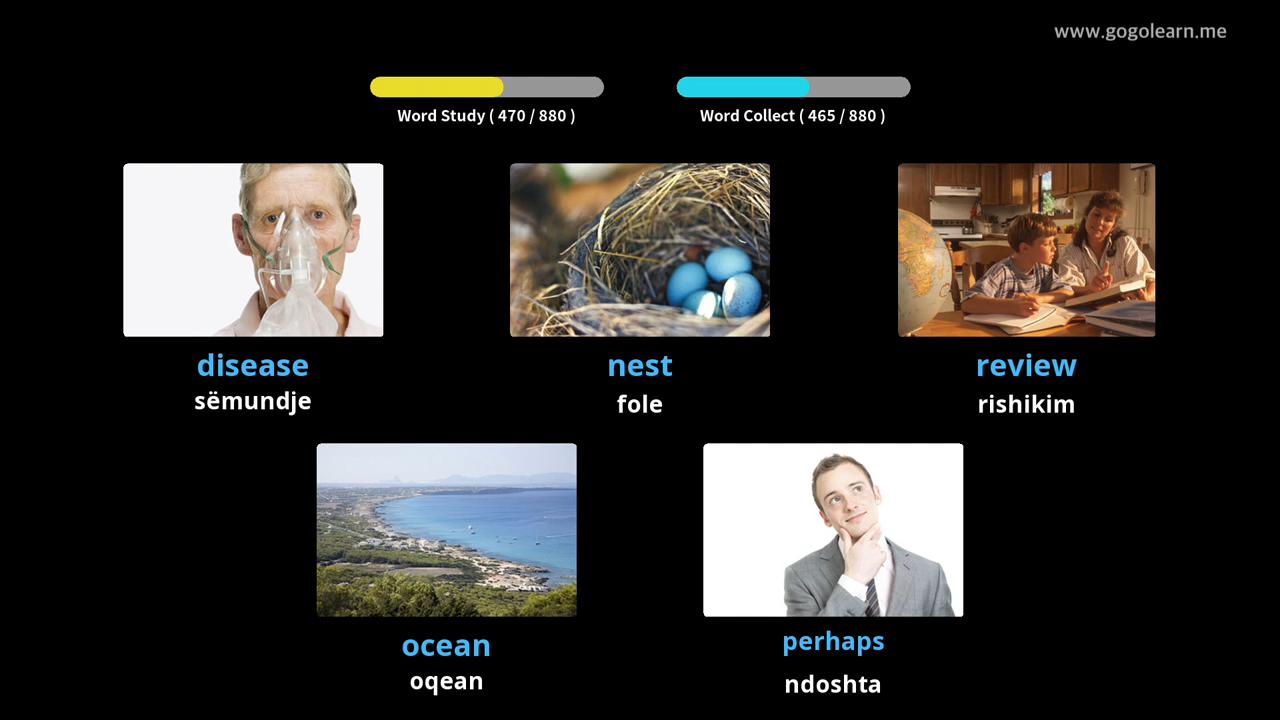 www.gogolearn.me
Word Study ( 470 / 880 )
Word Collect ( 465 / 880 )
disease
sëmundje
nest
fole
review
rishikim
ocean
oqean
perhaps
ndoshta